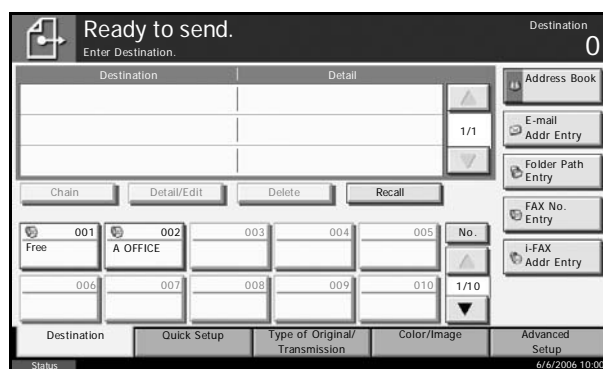 Ready to send.
Enter Destination.
Destination
0
Destination
Detail
1/1
Address Book
E-mail
Addr Entry
Folder Path
Entry
FAX No.
Entry
i-FAX
Addr Entry
Chain
Detail/Edit
Delete
Recall
001
Free
002
A OFFICE
003
004
005
No.
006
007
008
009
010
1/10
Destination
Quick Setup
Type of Original/
Transmission
Color/Image
Advanced
Setup
Status
6/6/2006 10:00